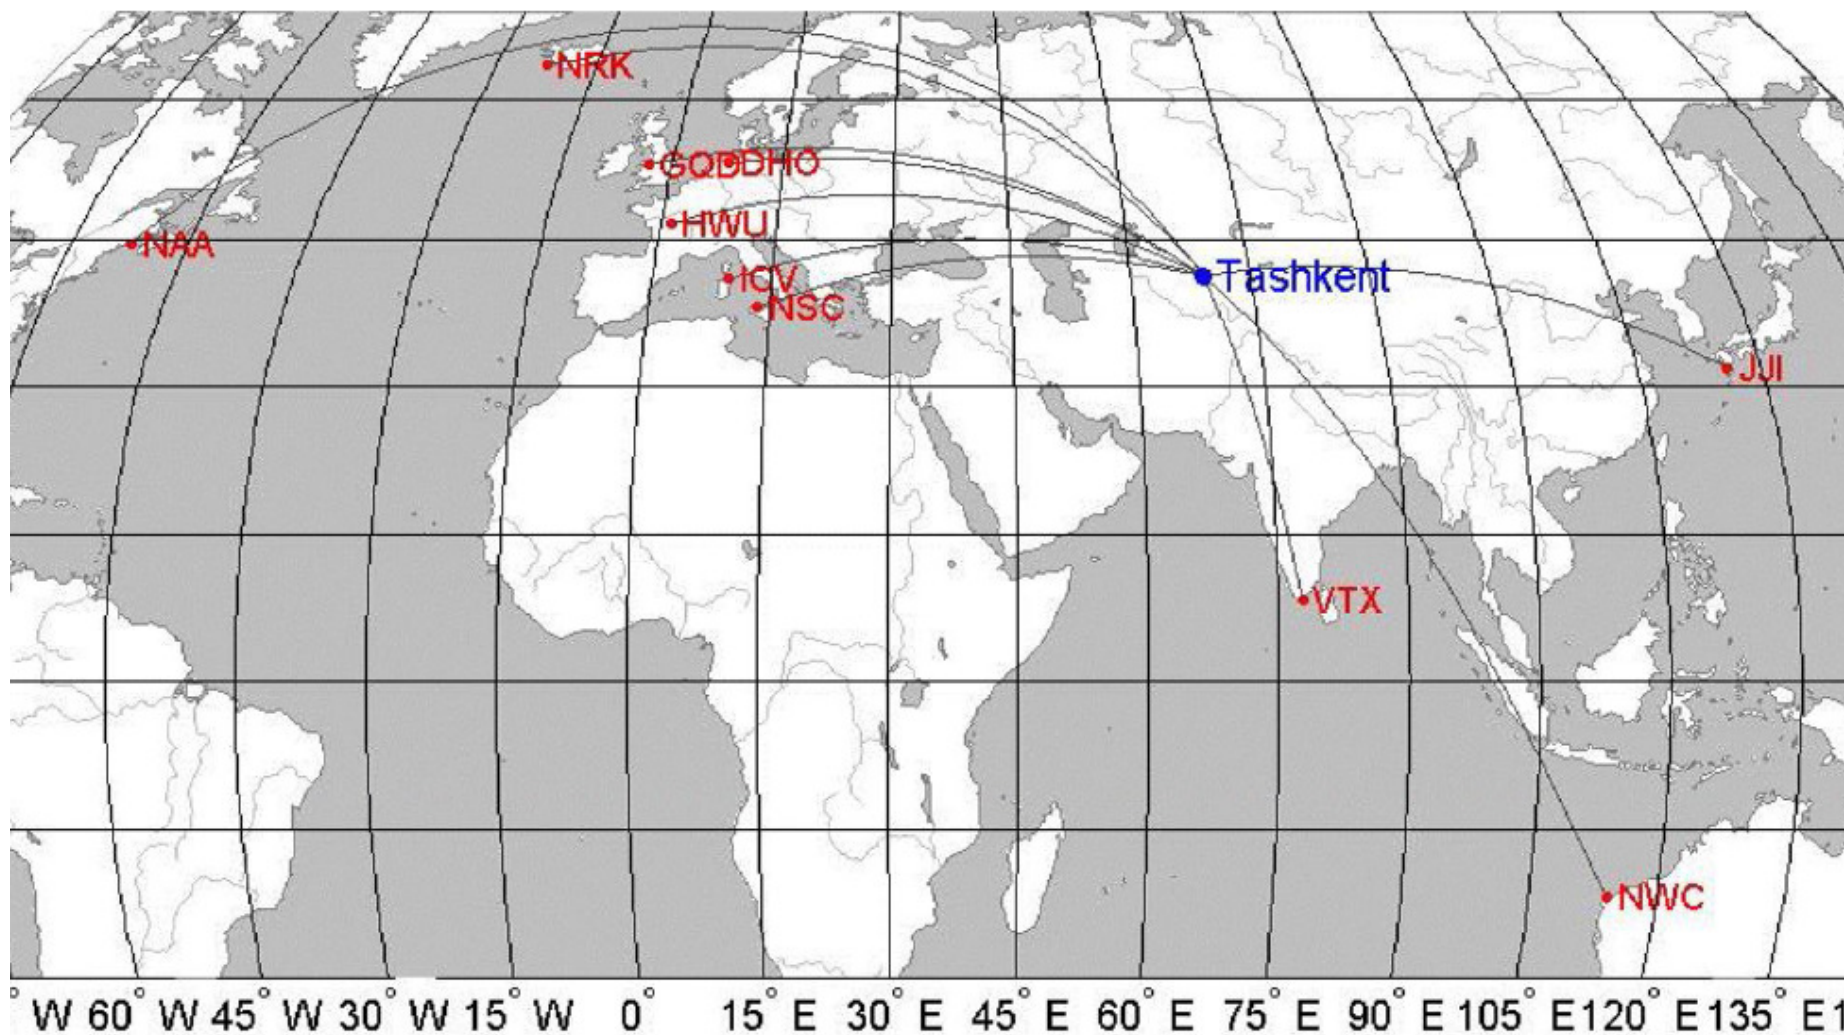 NRK
GQD DHO
HWU
NAA
ICV
Tashkent
NSC
JJI
VTX
NWC
° W 60° W 45° W 30° W 15° W 0° 15° E 30° E 45° E 60° E 75° E 90° E 105° E 120° E 135° E